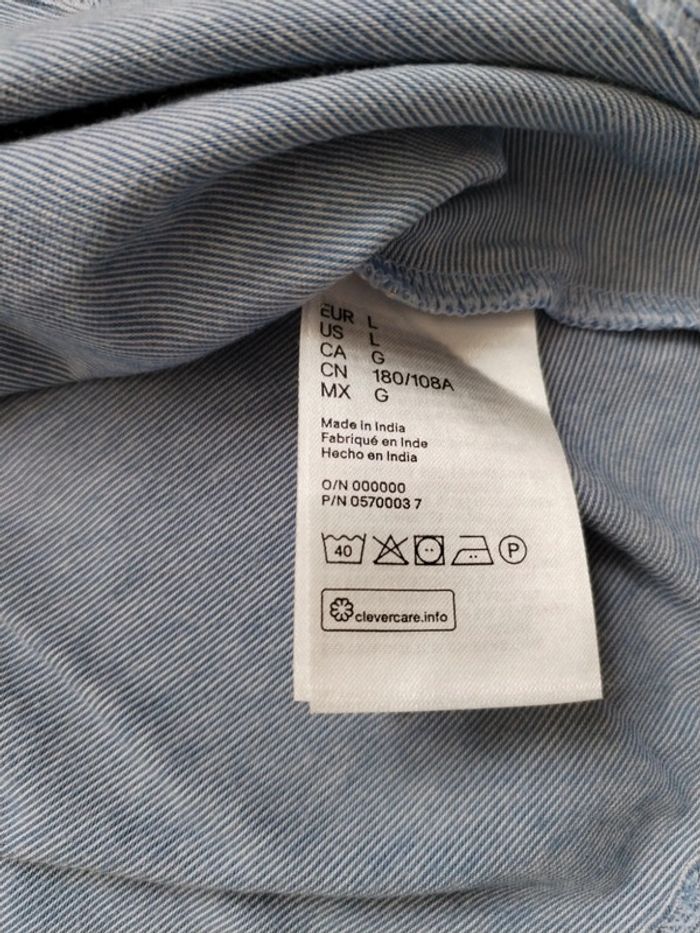 EUR L
US L
CA G
CN 180/108A
MX G
Made in India
Fabriqué en Inde
Hecho en India
O/N 000000
P/N 0570003 7
40
P
clevercare.info